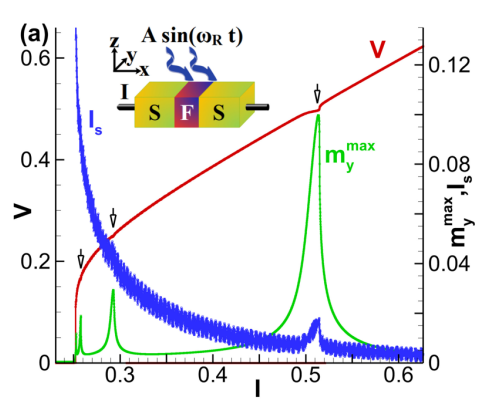 (a)
A sin(ω_R t)
z
y
x
I
S F S
I_s
V
m_y^max
V
0.6
0.4
0.2
0
0.3 0.4 0.5 0.6
I
0.12
0.08
0.04
0
m_y^max, I_s